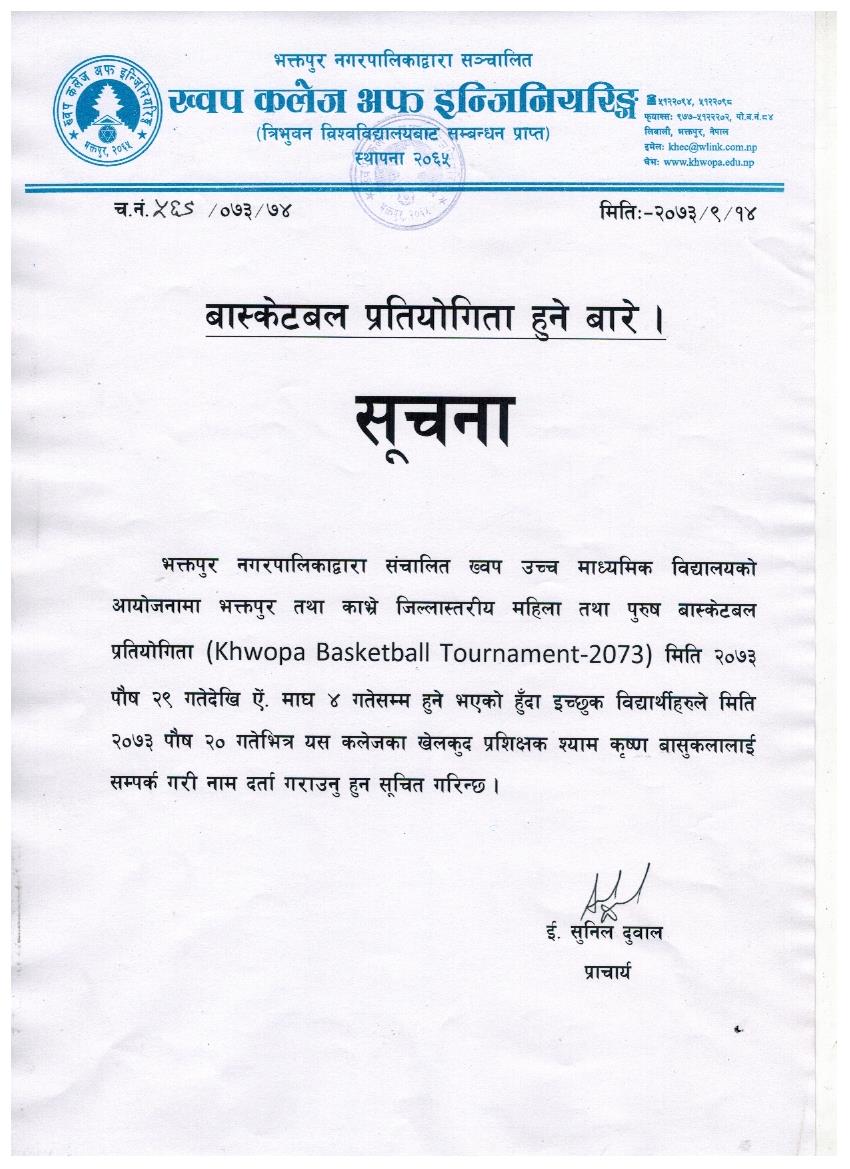 भक्तपुर नगरपालिकाद्वारा सञ्चालित
ख्वप कलेज अफ इन्जिनियरिङ्ग
(त्रिभुवन विश्वविद्यालयबाट सम्बन्धन प्राप्त)
स्थापना २०६५
ख्वप कलेज अफ इन्जिनियरिङ्ग
भक्तपुर, २०६५
☎ ५१२२०९४, ५१२२०९८
फ्याक्सः ९७७-५१२२२०२, पो.ब.नं.८४
लिवाली, भक्तपुर, नेपाल
इमेलः khec@wlink.com.np
वेभः www.khwopa.edu.np
च.नं. /०७३/७४
मितिः-२०७३/९/१४
बास्केटबल प्रतियोगिता हुने बारे ।
सूचना
भक्तपुर नगरपालिकाद्वारा संचालित ख्वप उच्च माध्यमिक विद्यालयको
आयोजनामा भक्तपुर तथा काभ्रे जिल्लास्तरीय महिला तथा पुरुष बास्केटबल
प्रतियोगिता (Khwopa Basketball Tournament-2073) मिति २०७३
पौष २९ गतेदेखि ऐं. माघ ४ गतेसम्म हुने भएको हुँदा इच्छुक विद्यार्थीहरुले मिति
२०७३ पौष २० गतेभित्र यस कलेजका खेलकुद प्रशिक्षक श्याम कृष्ण बासुकलालाई
सम्पर्क गरी नाम दर्ता गराउनु हुन सूचित गरिन्छ ।
ई. सुनिल दुवाल
प्राचार्य